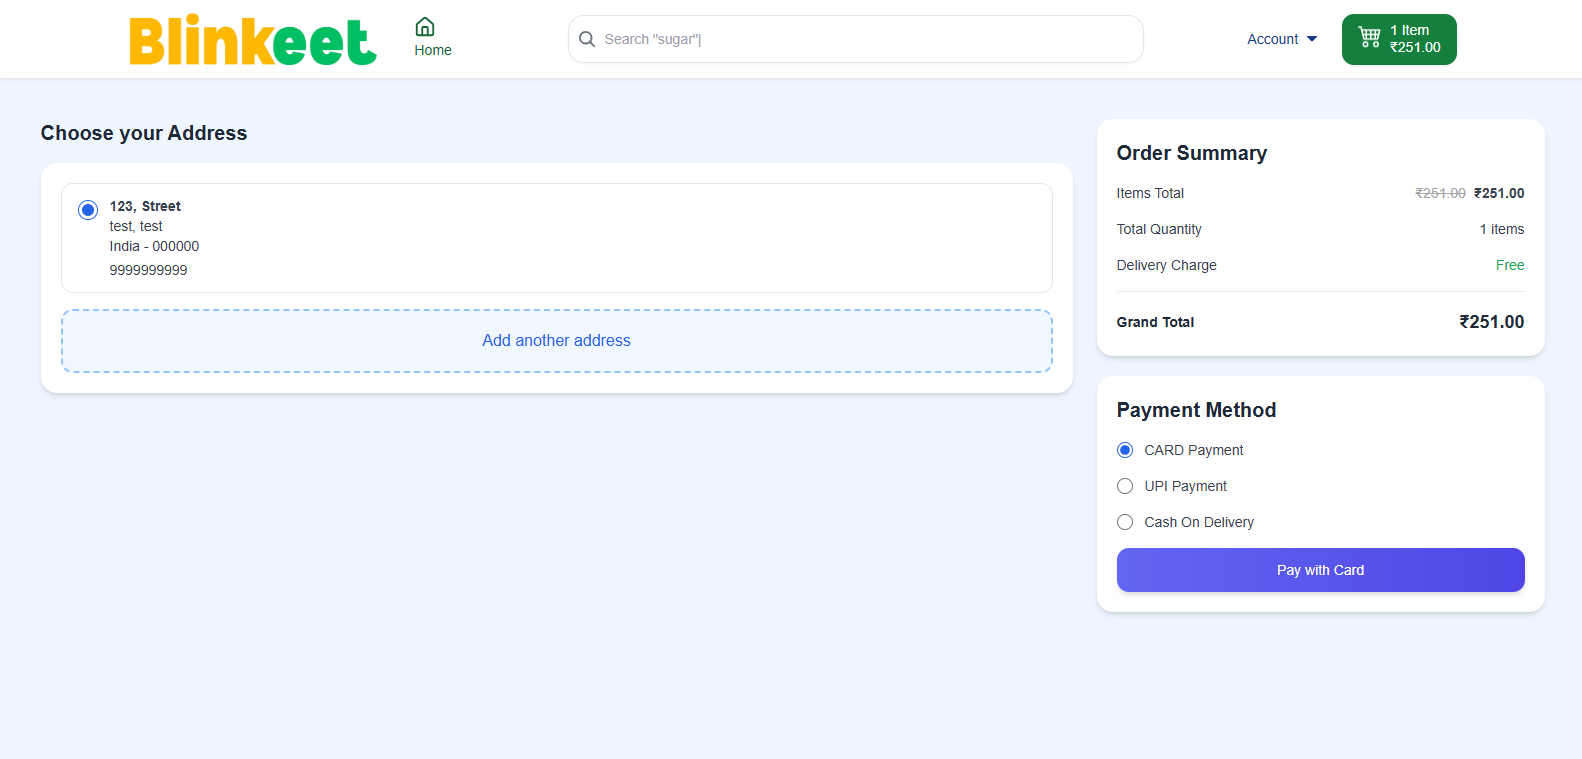 Blinkeet
Home
Search "sugar"|
Account
1 Item
₹251.00
Choose your Address
123, Street
test, test
India - 000000
9999999999
Add another address
Order Summary
Items Total ₹251.00 ₹251.00
Total Quantity 1 items
Delivery Charge Free
Grand Total ₹251.00
Payment Method
CARD Payment
UPI Payment
Cash On Delivery
Pay with Card